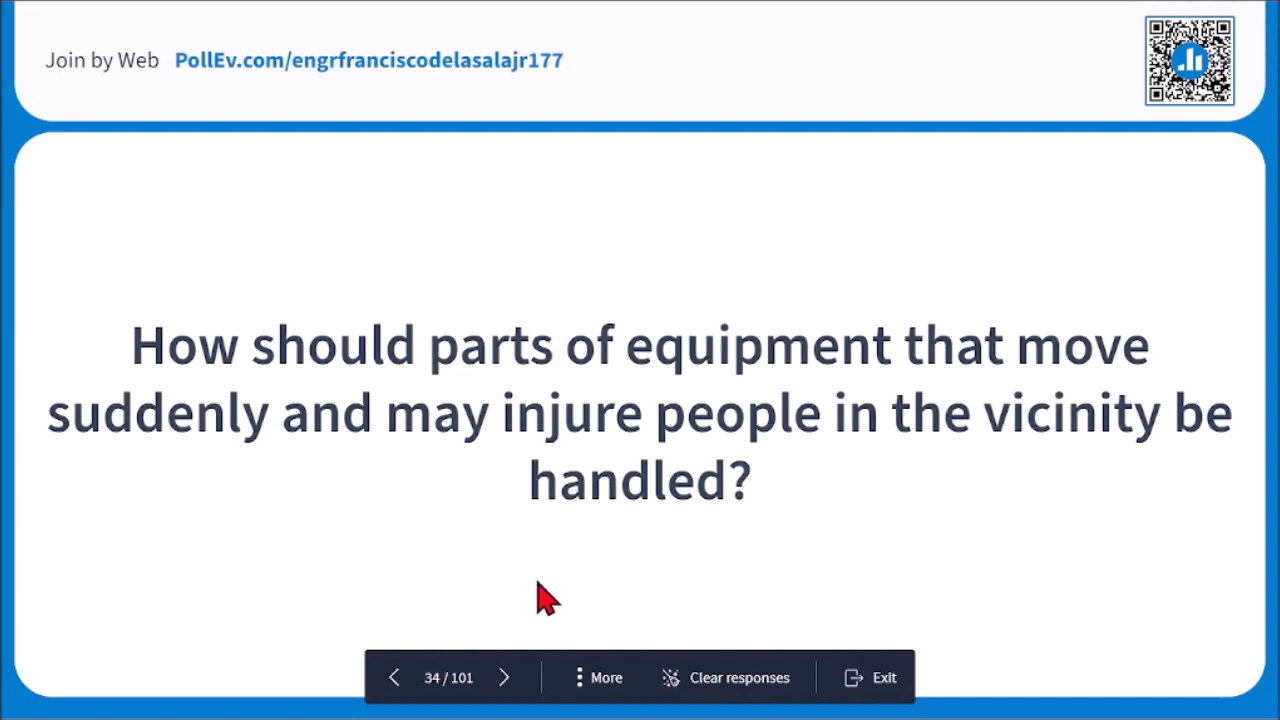 Join by Web PollEv.com/engrfranciscodelasalajr177
How should parts of equipment that move
suddenly and may injure people in the vicinity be
handled?
34 / 101 More Clear responses Exit